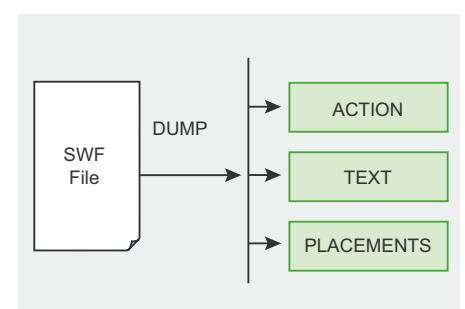 SWF
File
DUMP
ACTION
TEXT
PLACEMENTS